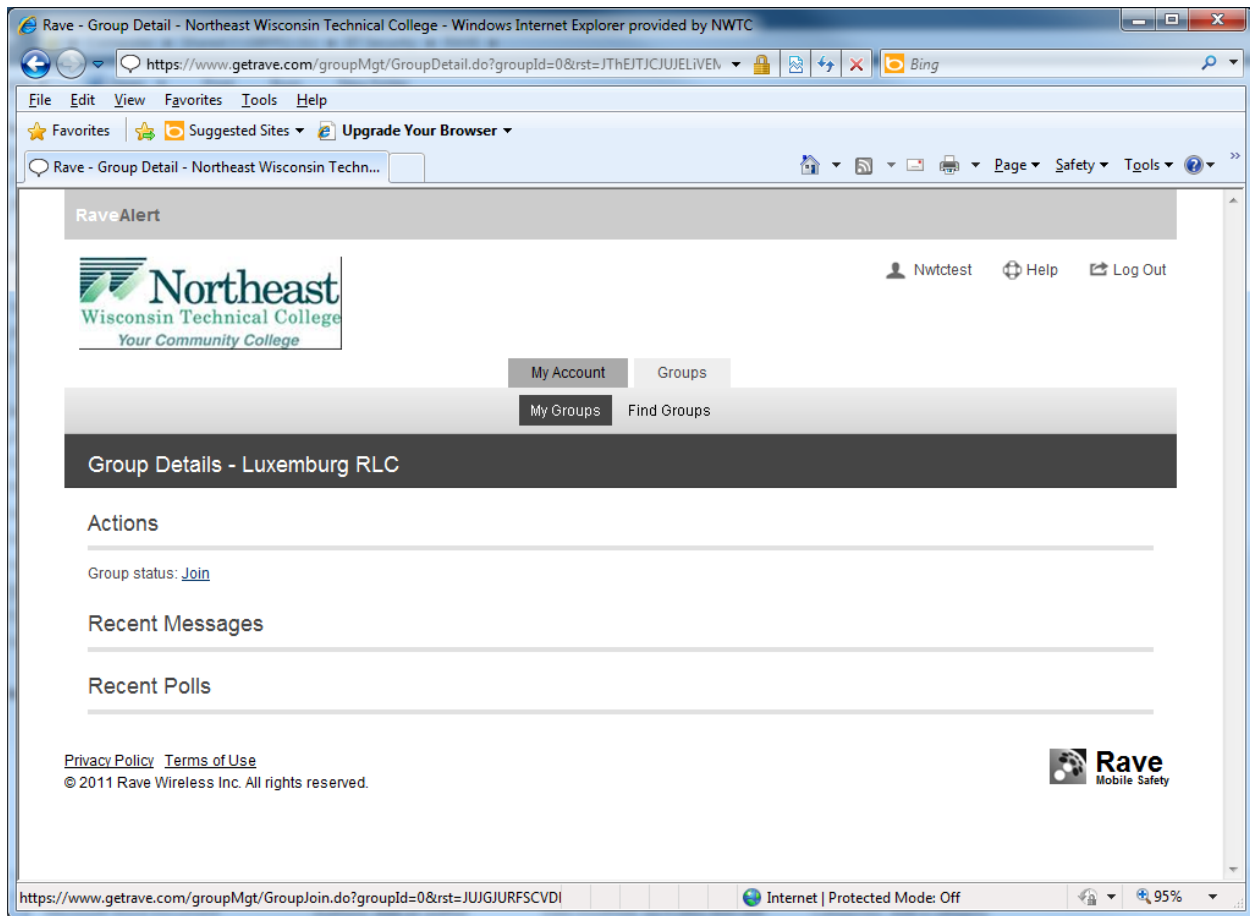 Rave - Group Detail - Northeast Wisconsin Technical College - Windows Internet Explorer provided by NWTC
https://www.getrave.com/groupMgt/GroupDetail.do?groupId=0&rst=JThEJTJCJUJELiVEN Bing
File Edit View Favorites Tools Help
Favorites Suggested Sites Upgrade Your Browser
Rave - Group Detail - Northeast Wisconsin Techn... Page Safety Tools
RaveAlert
Nwtctest Help Log Out
Northeast
Wisconsin Technical College
Your Community College
My Account Groups
My Groups Find Groups
Group Details - Luxemburg RLC
Actions
Group status: Join
Recent Messages
Recent Polls
Privacy Policy Terms of Use
© 2011 Rave Wireless Inc. All rights reserved.
Rave
Mobile Safety
https://www.getrave.com/groupMgt/GroupJoin.do?groupId=0&rst=JUJGJURFSCVDI Internet | Protected Mode: Off 95%